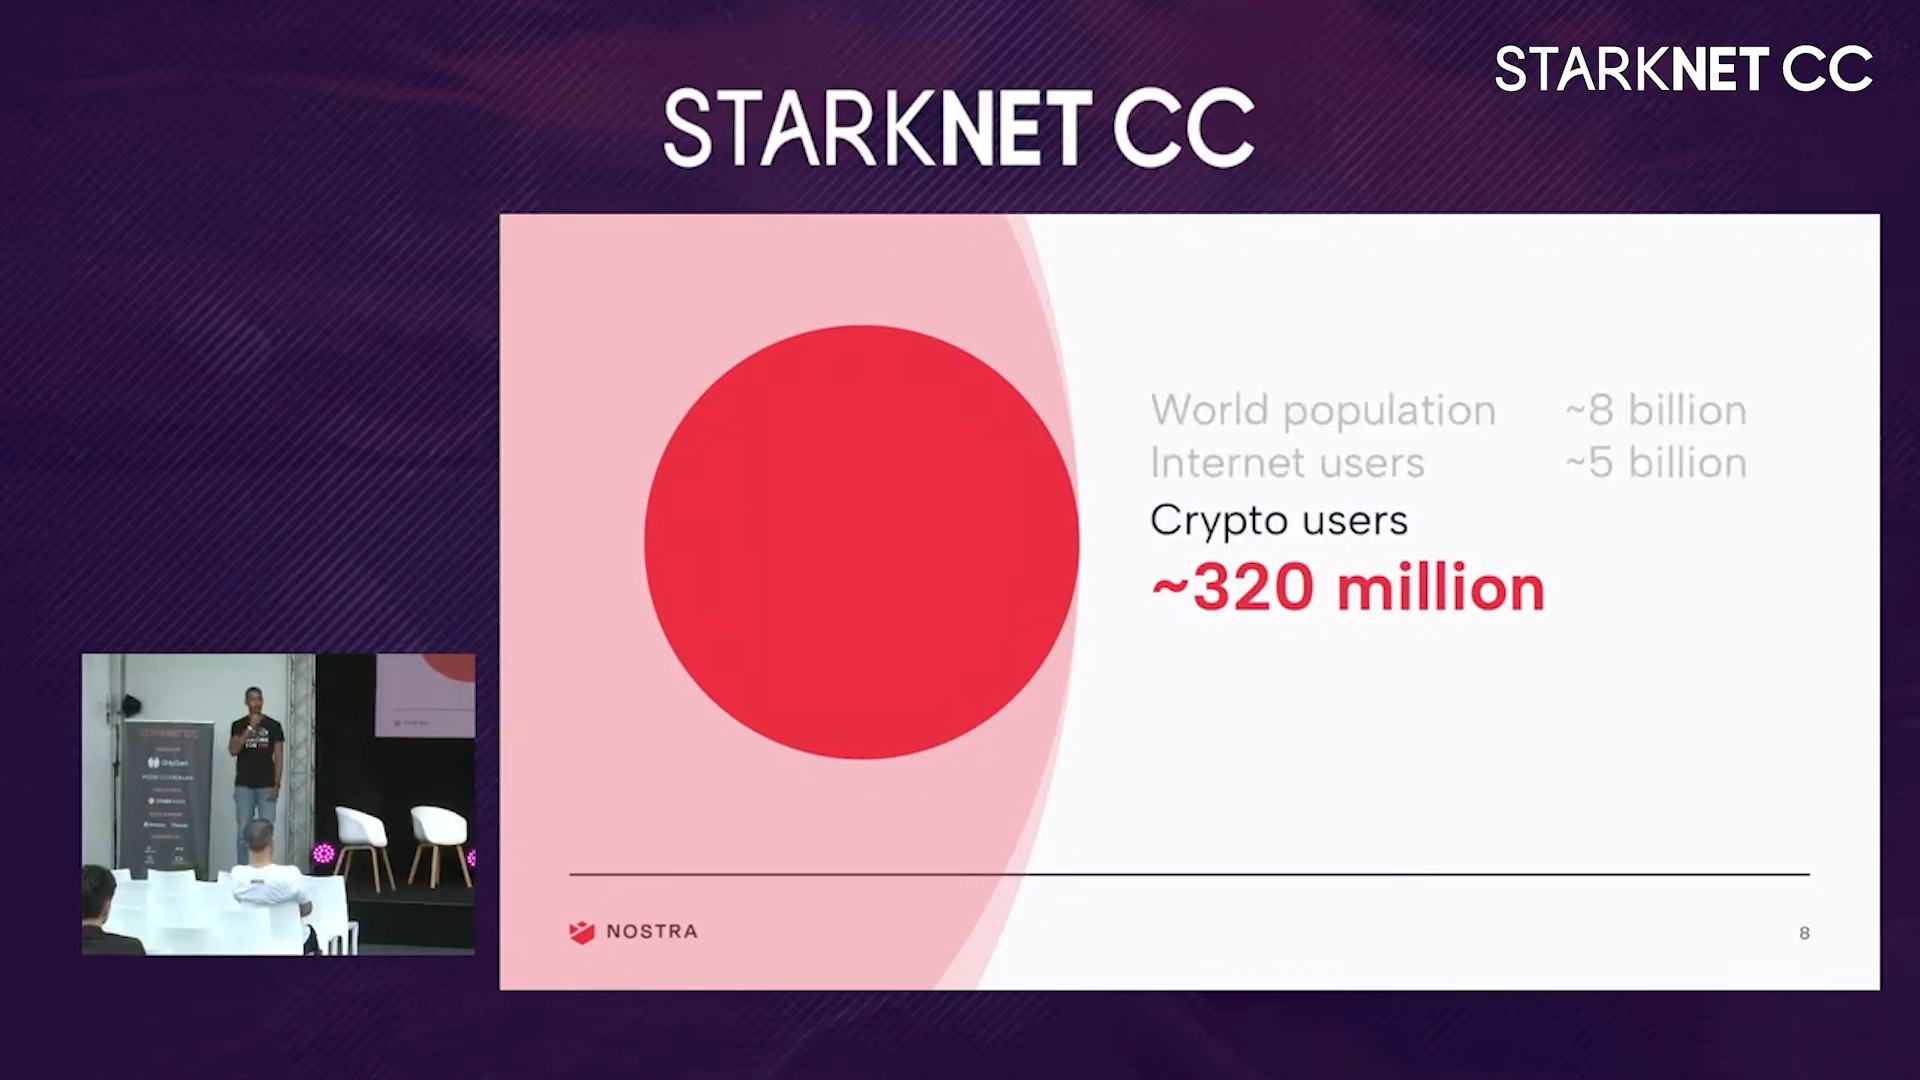 STARKNET CC
STARKNET CC
World population ~8 billion
Internet users ~5 billion
Crypto users
~320 million
NOSTRA
8